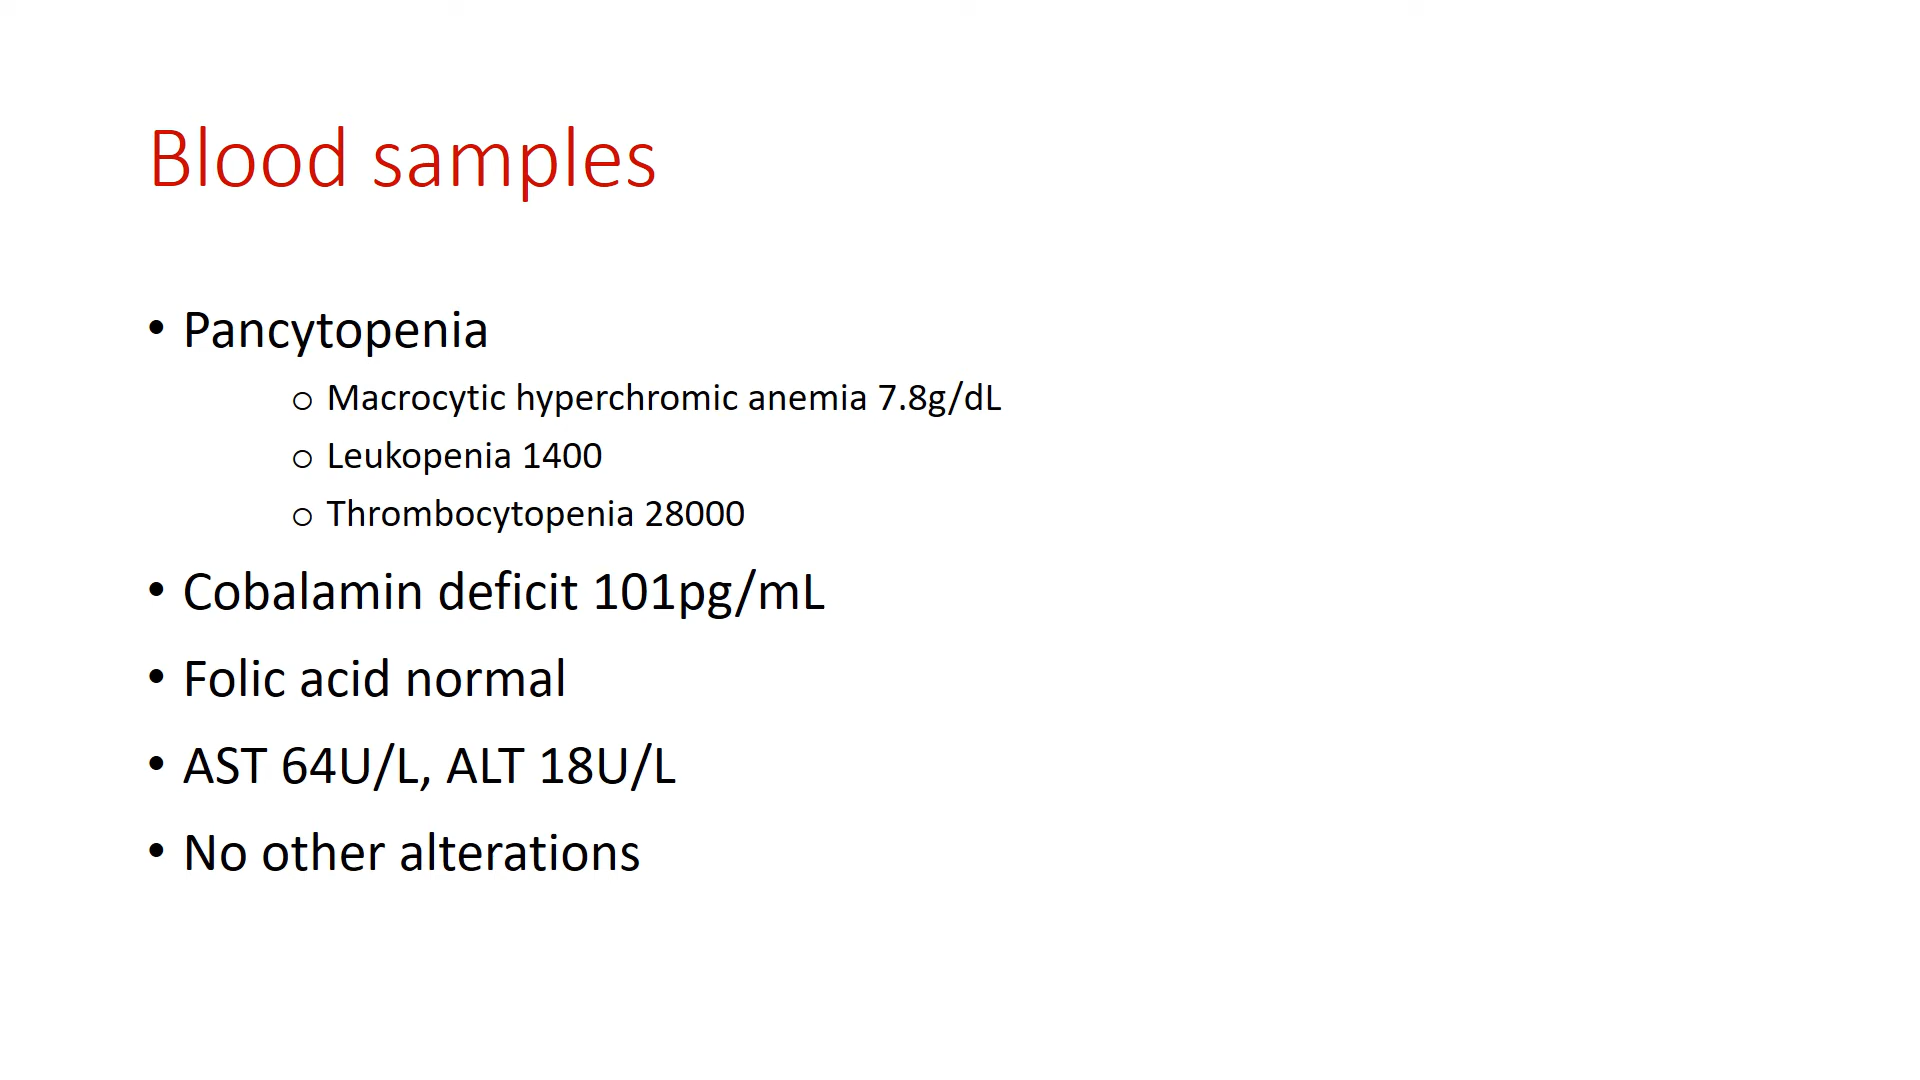 Blood samples
• Pancytopenia
o Macrocytic hyperchromic anemia 7.8g/dL
o Leukopenia 1400
o Thrombocytopenia 28000
• Cobalamin deficit 101pg/mL
• Folic acid normal
• AST 64U/L, ALT 18U/L
• No other alterations